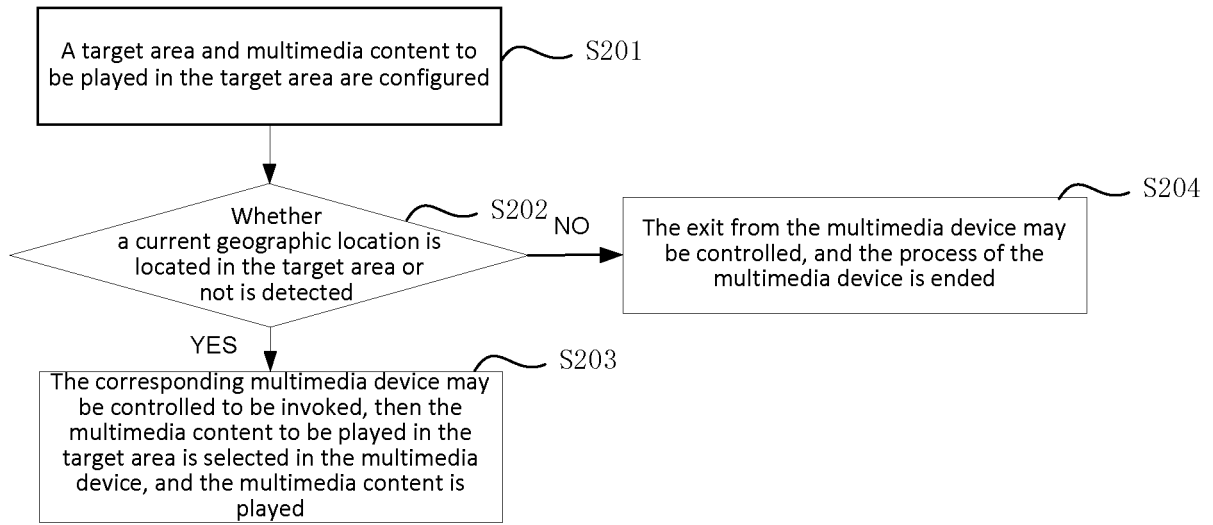 A target area and multimedia content to
be played in the target area are configured
S201
Whether
a current geographic location is
located in the target area or
not is detected
S202
NO
The exit from the multimedia device may
be controlled, and the process of the
multimedia device is ended
S204
YES
The corresponding multimedia device may
be controlled to be invoked, then the
multimedia content to be played in the
target area is selected in the multimedia
device, and the multimedia content is
played
S203